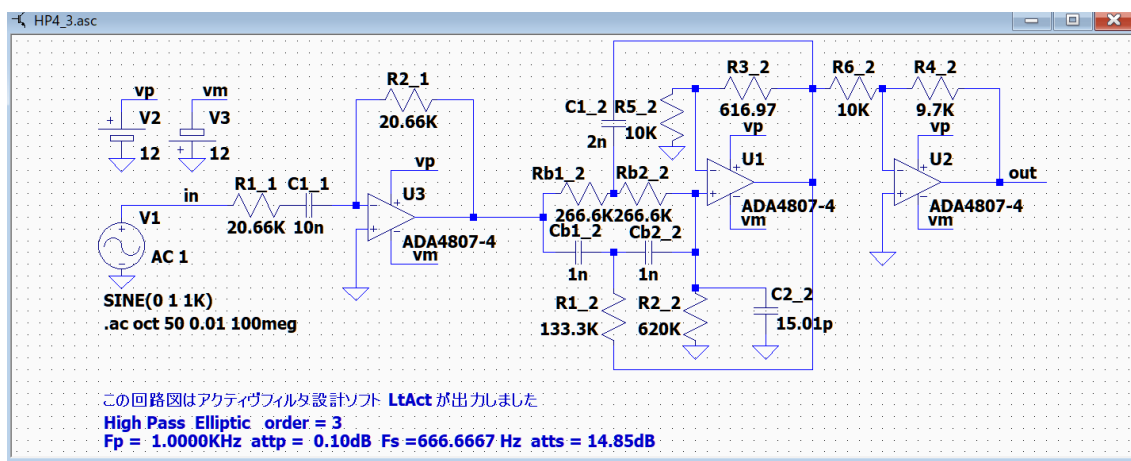 HP4_3.asc
vp
vm
V2
V3
12
12
R2_1
20.66K
in
R1_1
C1_1
20.66K
10n
vp
U3
ADA4807-4
vm
V1
AC 1
SINE(0 1 1K)
.ac oct 50 0.01 100meg
C1_2
2n
R5_2
10K
R3_2
616.97
vp
U1
ADA4807-4
vm
Rb1_2
266.6K
Rb2_2
266.6K
Cb1_2
1n
Cb2_2
1n
R1_2
133.3K
R2_2
620K
C2_2
15.01p
R6_2
10K
R4_2
9.7K
vp
U2
ADA4807-4
vm
out
この回路図はアクティヴフィルタ設計ソフト LtAct が出力しました
High Pass Elliptic order = 3
Fp = 1.0000KHz attp = 0.10dB Fs =666.6667 Hz atts = 14.85dB